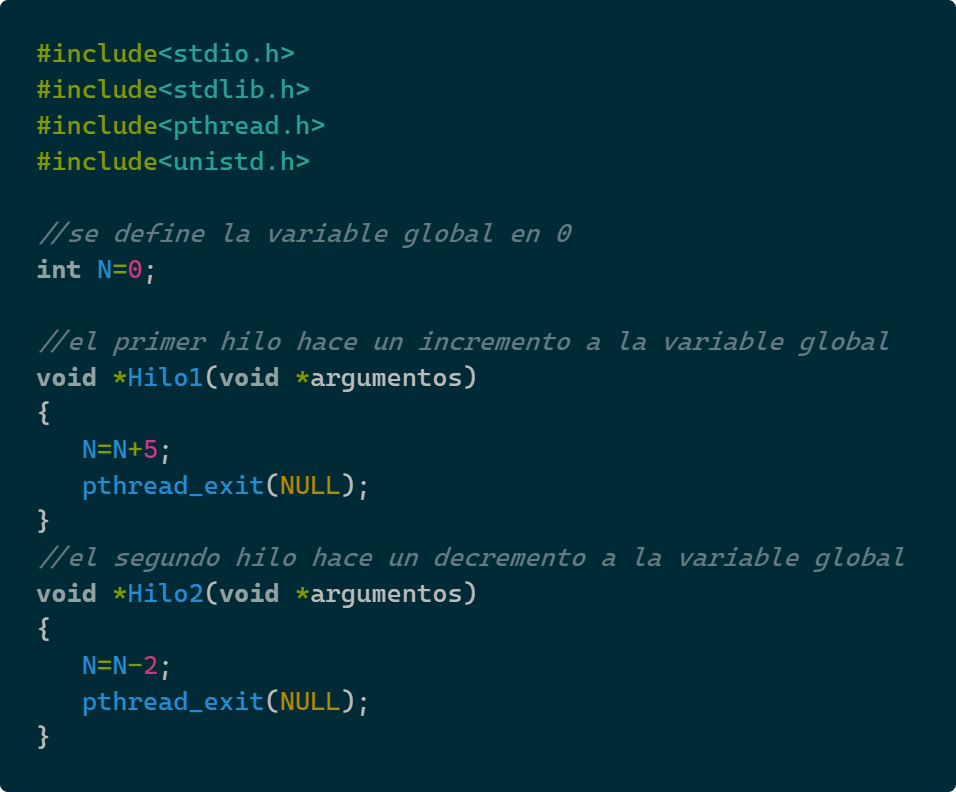 #include<stdio.h>
#include<stdlib.h>
#include<pthread.h>
#include<unistd.h>
//se define la variable global en 0
int N=0;
//el primer hilo hace un incremento a la variable global
void *Hilo1(void *argumentos)
{
N=N+5;
pthread_exit(NULL);
}
//el segundo hilo hace un decremento a la variable global
void *Hilo2(void *argumentos)
{
N=N-2;
pthread_exit(NULL);
}